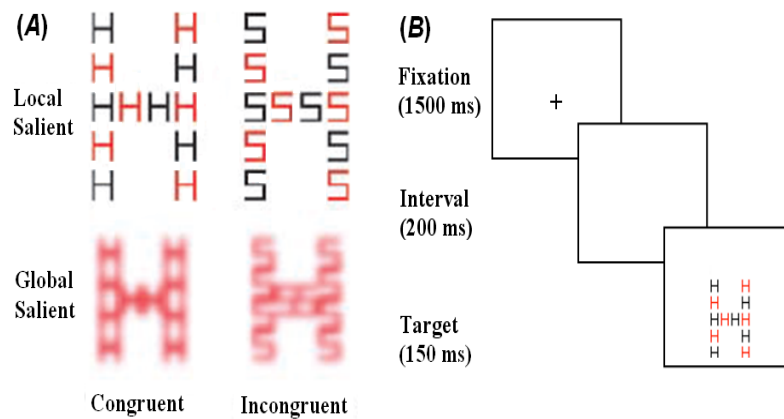 (A)
H H
H H
Local Salient
H H H H
H H
H H
S S
S S
S S S S
S S
S S
Global Salient
H
H
Congruent
Incongruent
(B)
Fixation
(1500 ms)
+
Interval
(200 ms)
Target
(150 ms)
H H
H H
H H H H
H H
H H